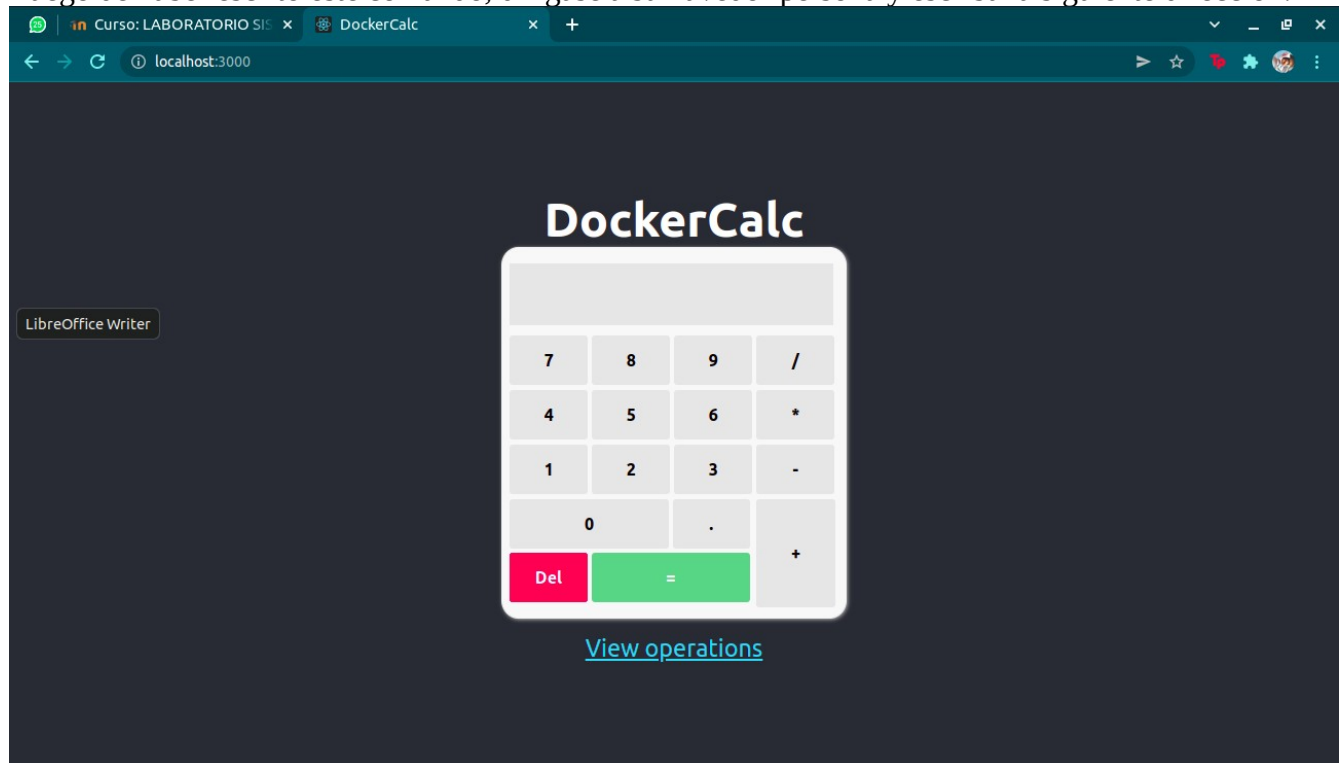 25 Curso: LABORATORIO SIS DockerCalc
localhost:3000
DockerCalc
LibreOffice Writer
7 8 9 /
4 5 6 *
1 2 3 -
0 .
+
Del =
View operations